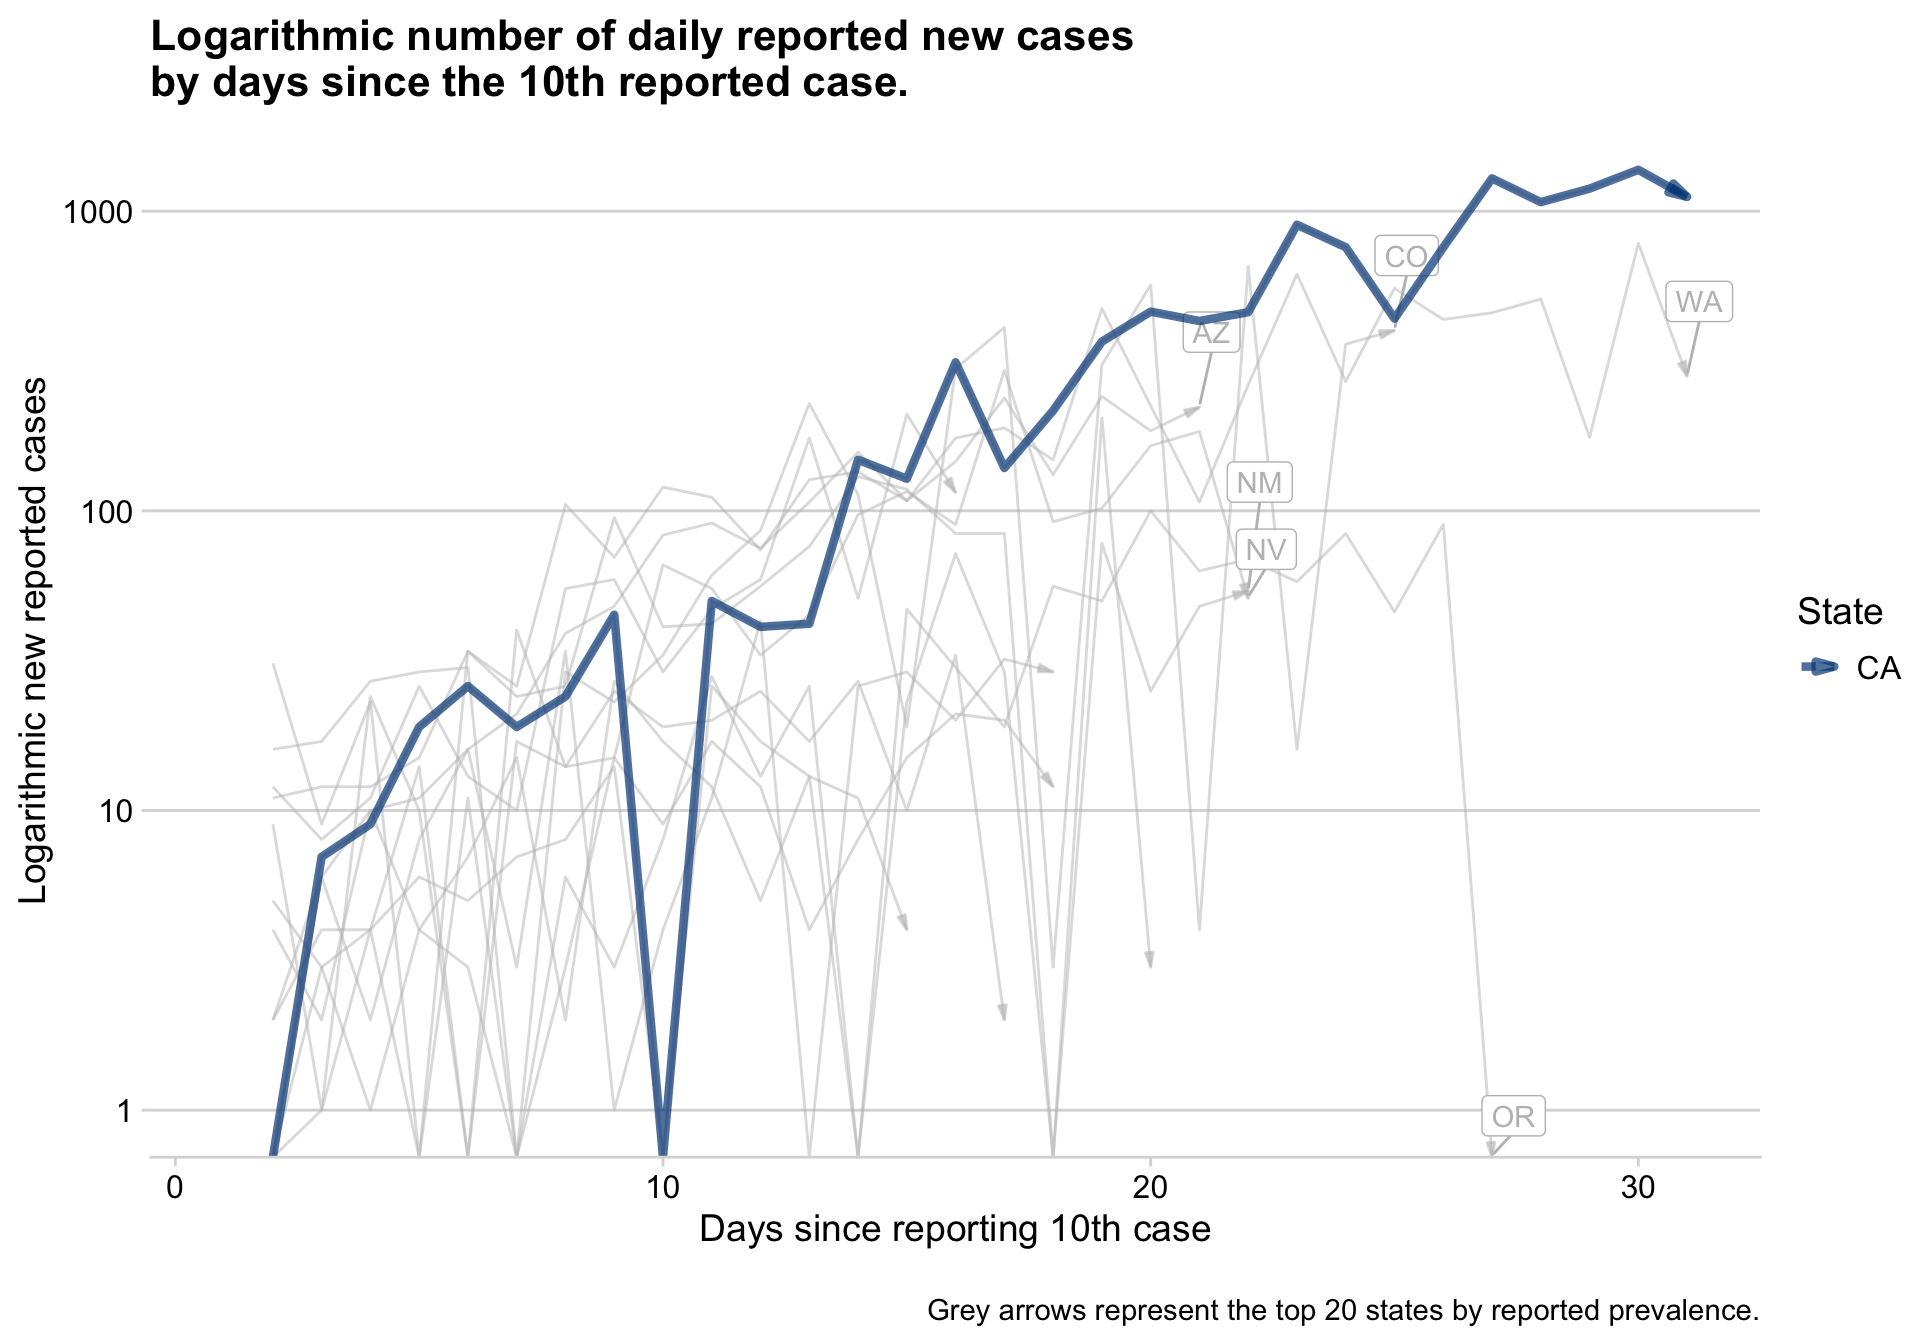 Logarithmic number of daily reported new cases
by days since the 10th reported case.
Logarithmic new reported cases
1000
100
10
1
CO
WA
AZ
NM
NV
OR
State
CA
0
10
20
30
Days since reporting 10th case
Grey arrows represent the top 20 states by reported prevalence.